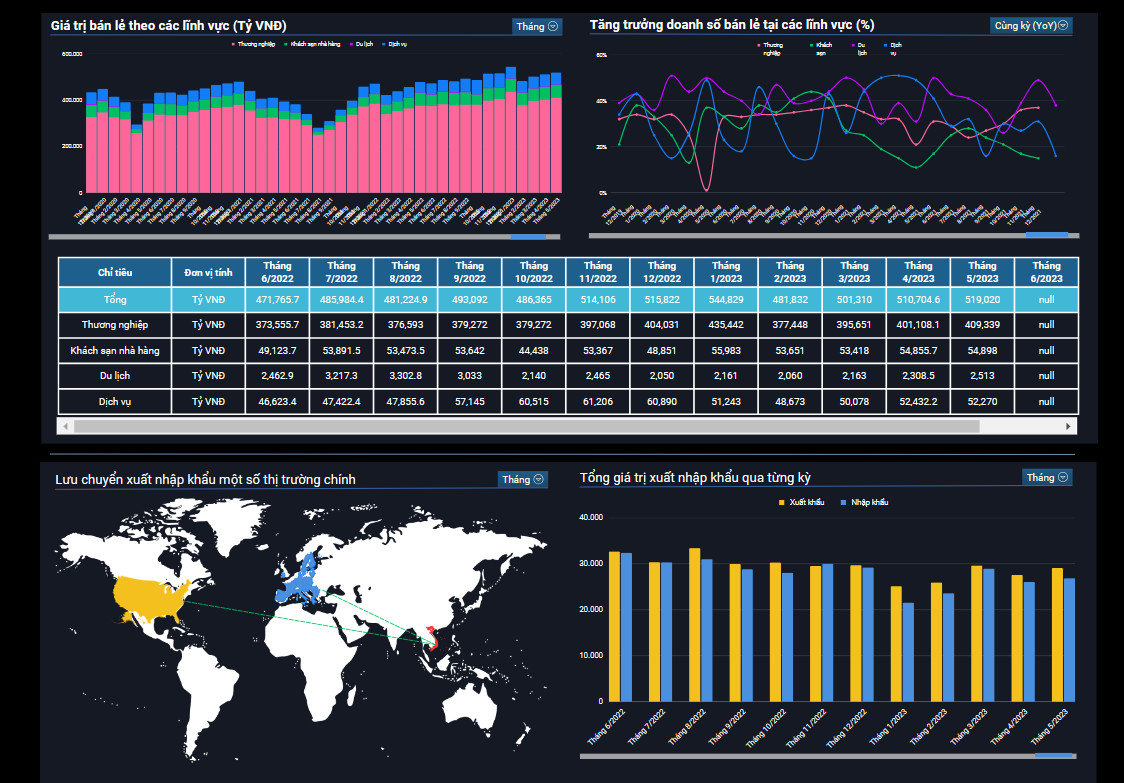 Giá trị bán lẻ theo các lĩnh vực (Tỷ VNĐ)
Tháng
Thương nghiệp Khách sạn nhà hàng Du lịch Dịch vụ
600.000
400.000
200.000
0
Tăng trưởng doanh số bán lẻ tại các lĩnh vực (%)
Cùng kỳ (YoY)
Thương nghiệp
Khách sạn
Du lịch
Dịch vụ
60%
40%
20%
0%
Chỉ tiêu Đơn vị tính Tháng 6/2022 Tháng 7/2022 Tháng 8/2022 Tháng 9/2022 Tháng 10/2022 Tháng 11/2022 Tháng 12/2022 Tháng 1/2023 Tháng 2/2023 Tháng 3/2023 Tháng 4/2023 Tháng 5/2023 Tháng 6/2023
Tổng Tỷ VNĐ 471,765.7 485,984.4 481,224.9 493,092 486,365 514,106 515,822 544,829 481,832 501,310 510,704.6 519,020 null
Thương nghiệp Tỷ VNĐ 373,555.7 381,453.2 376,593 379,272 379,272 397,068 404,031 435,442 377,448 395,651 401,108.1 409,339 null
Khách sạn nhà hàng Tỷ VNĐ 49,123.7 53,891.5 53,473.5 53,642 44,438 53,367 48,851 55,983 53,651 53,418 54,855.7 54,898 null
Du lịch Tỷ VNĐ 2,462.9 3,217.3 3,302.8 3,033 2,140 2,465 2,050 2,161 2,060 2,163 2,308.5 2,513 null
Dịch vụ Tỷ VNĐ 46,623.4 47,422.4 47,855.6 57,145 60,515 61,206 60,890 51,243 48,673 50,078 52,432.2 52,270 null
Lưu chuyển xuất nhập khẩu một số thị trường chính
Tháng
Tổng giá trị xuất nhập khẩu qua từng kỳ
Tháng
Xuất khẩu Nhập khẩu
40.000
30.000
20.000
10.000
0
Tháng 6/2022 Tháng 7/2022 Tháng 8/2022 Tháng 9/2022 Tháng 10/2022 Tháng 11/2022 Tháng 12/2022 Tháng 1/2023 Tháng 2/2023 Tháng 3/2023 Tháng 4/2023 Tháng 5/2023